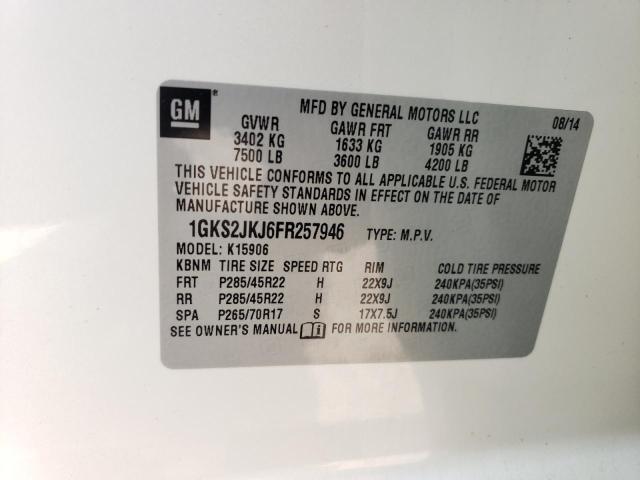 GM
®
MFD BY GENERAL MOTORS LLC 08/14
GVWR GAWR FRT GAWR RR
3402 KG 1633 KG 1905 KG
7500 LB 3600 LB 4200 LB
THIS VEHICLE CONFORMS TO ALL APPLICABLE U.S. FEDERAL MOTOR
VEHICLE SAFETY STANDARDS IN EFFECT ON THE DATE OF
MANUFACTURE SHOWN ABOVE.
1GKS2JKJ6FR257946 TYPE: M.P.V.
MODEL: K15906
KBNM TIRE SIZE SPEED RTG RIM COLD TIRE PRESSURE
FRT P285/45R22 H 22X9J 240KPA(35PSI)
RR P285/45R22 H 22X9J 240KPA(35PSI)
SPA P265/70R17 S 17X7.5J 240KPA(35PSI)
SEE OWNER'S MANUAL FOR MORE INFORMATION.